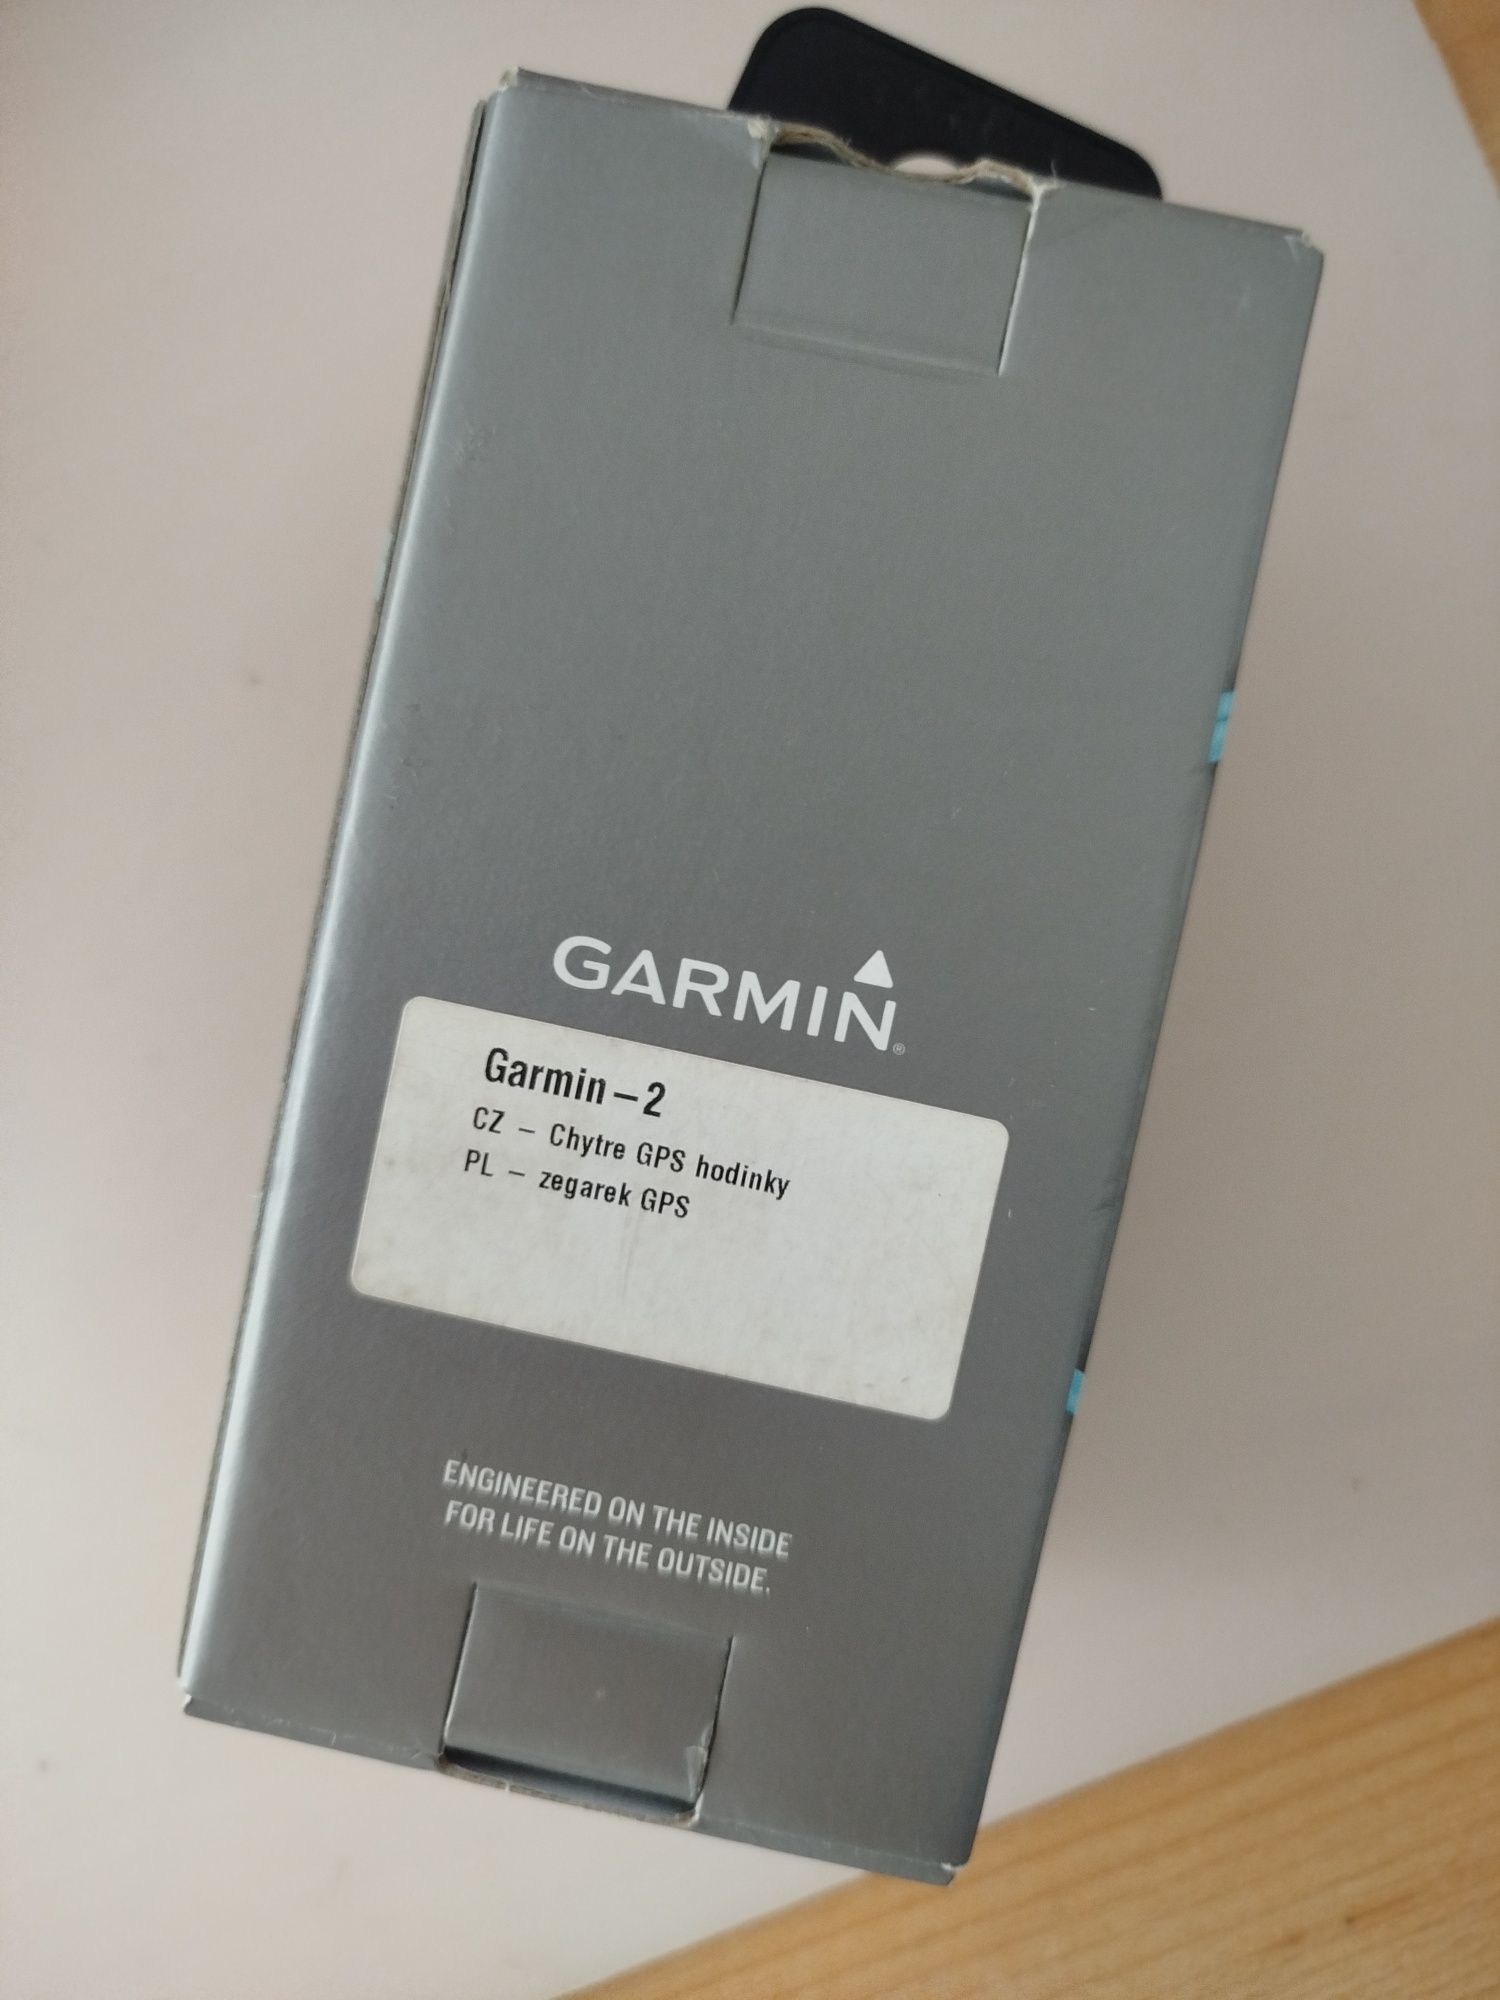 GARMIN®
Garmin – 2
CZ – Chytre GPS hodinky
PL – zegarek GPS
ENGINEERED ON THE INSIDE
FOR LIFE ON THE OUTSIDE.